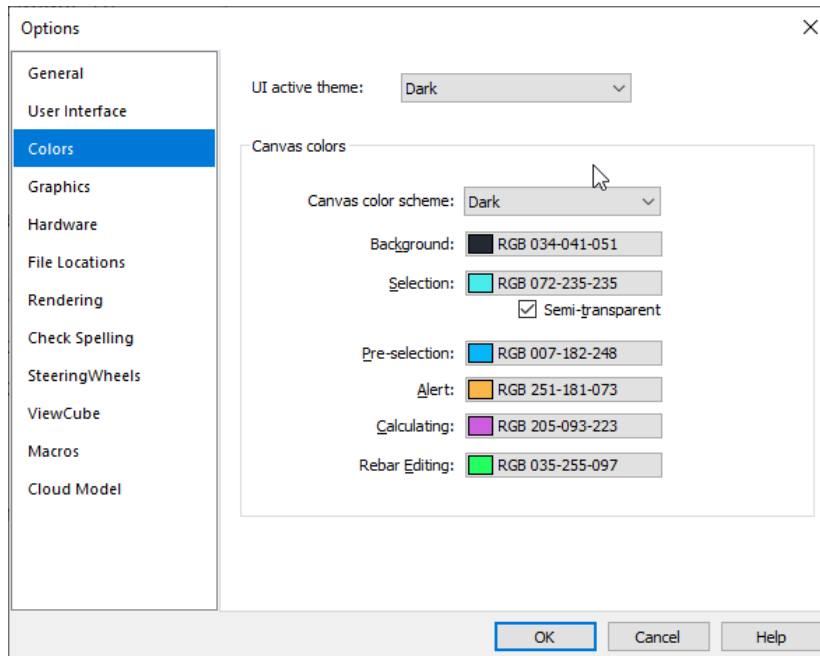 Options
General
User Interface
Colors
Graphics
Hardware
File Locations
Rendering
Check Spelling
SteeringWheels
ViewCube
Macros
Cloud Model
UI active theme: Dark
Canvas colors
Canvas color scheme: Dark
Background: RGB 034-041-051
Selection: RGB 072-235-235
Semi-transparent
Pre-selection: RGB 007-182-248
Alert: RGB 251-181-073
Calculating: RGB 205-093-223
Rebar Editing: RGB 035-255-097
OK Cancel Help